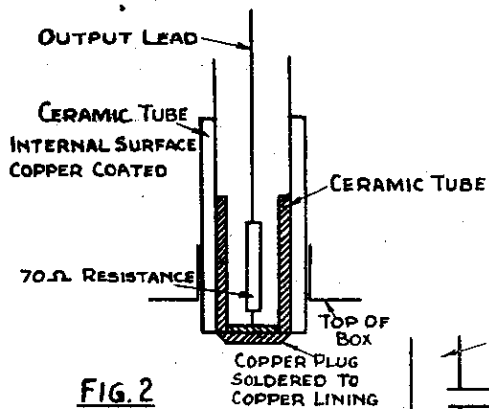 OUTPUT LEAD
CERAMIC TUBE
INTERNAL SURFACE
COPPER COATED
CERAMIC TUBE
70Ω RESISTANCE
TOP OF
BOX
COPPER PLUG
SOLDERED TO
COPPER LINING
FIG. 2